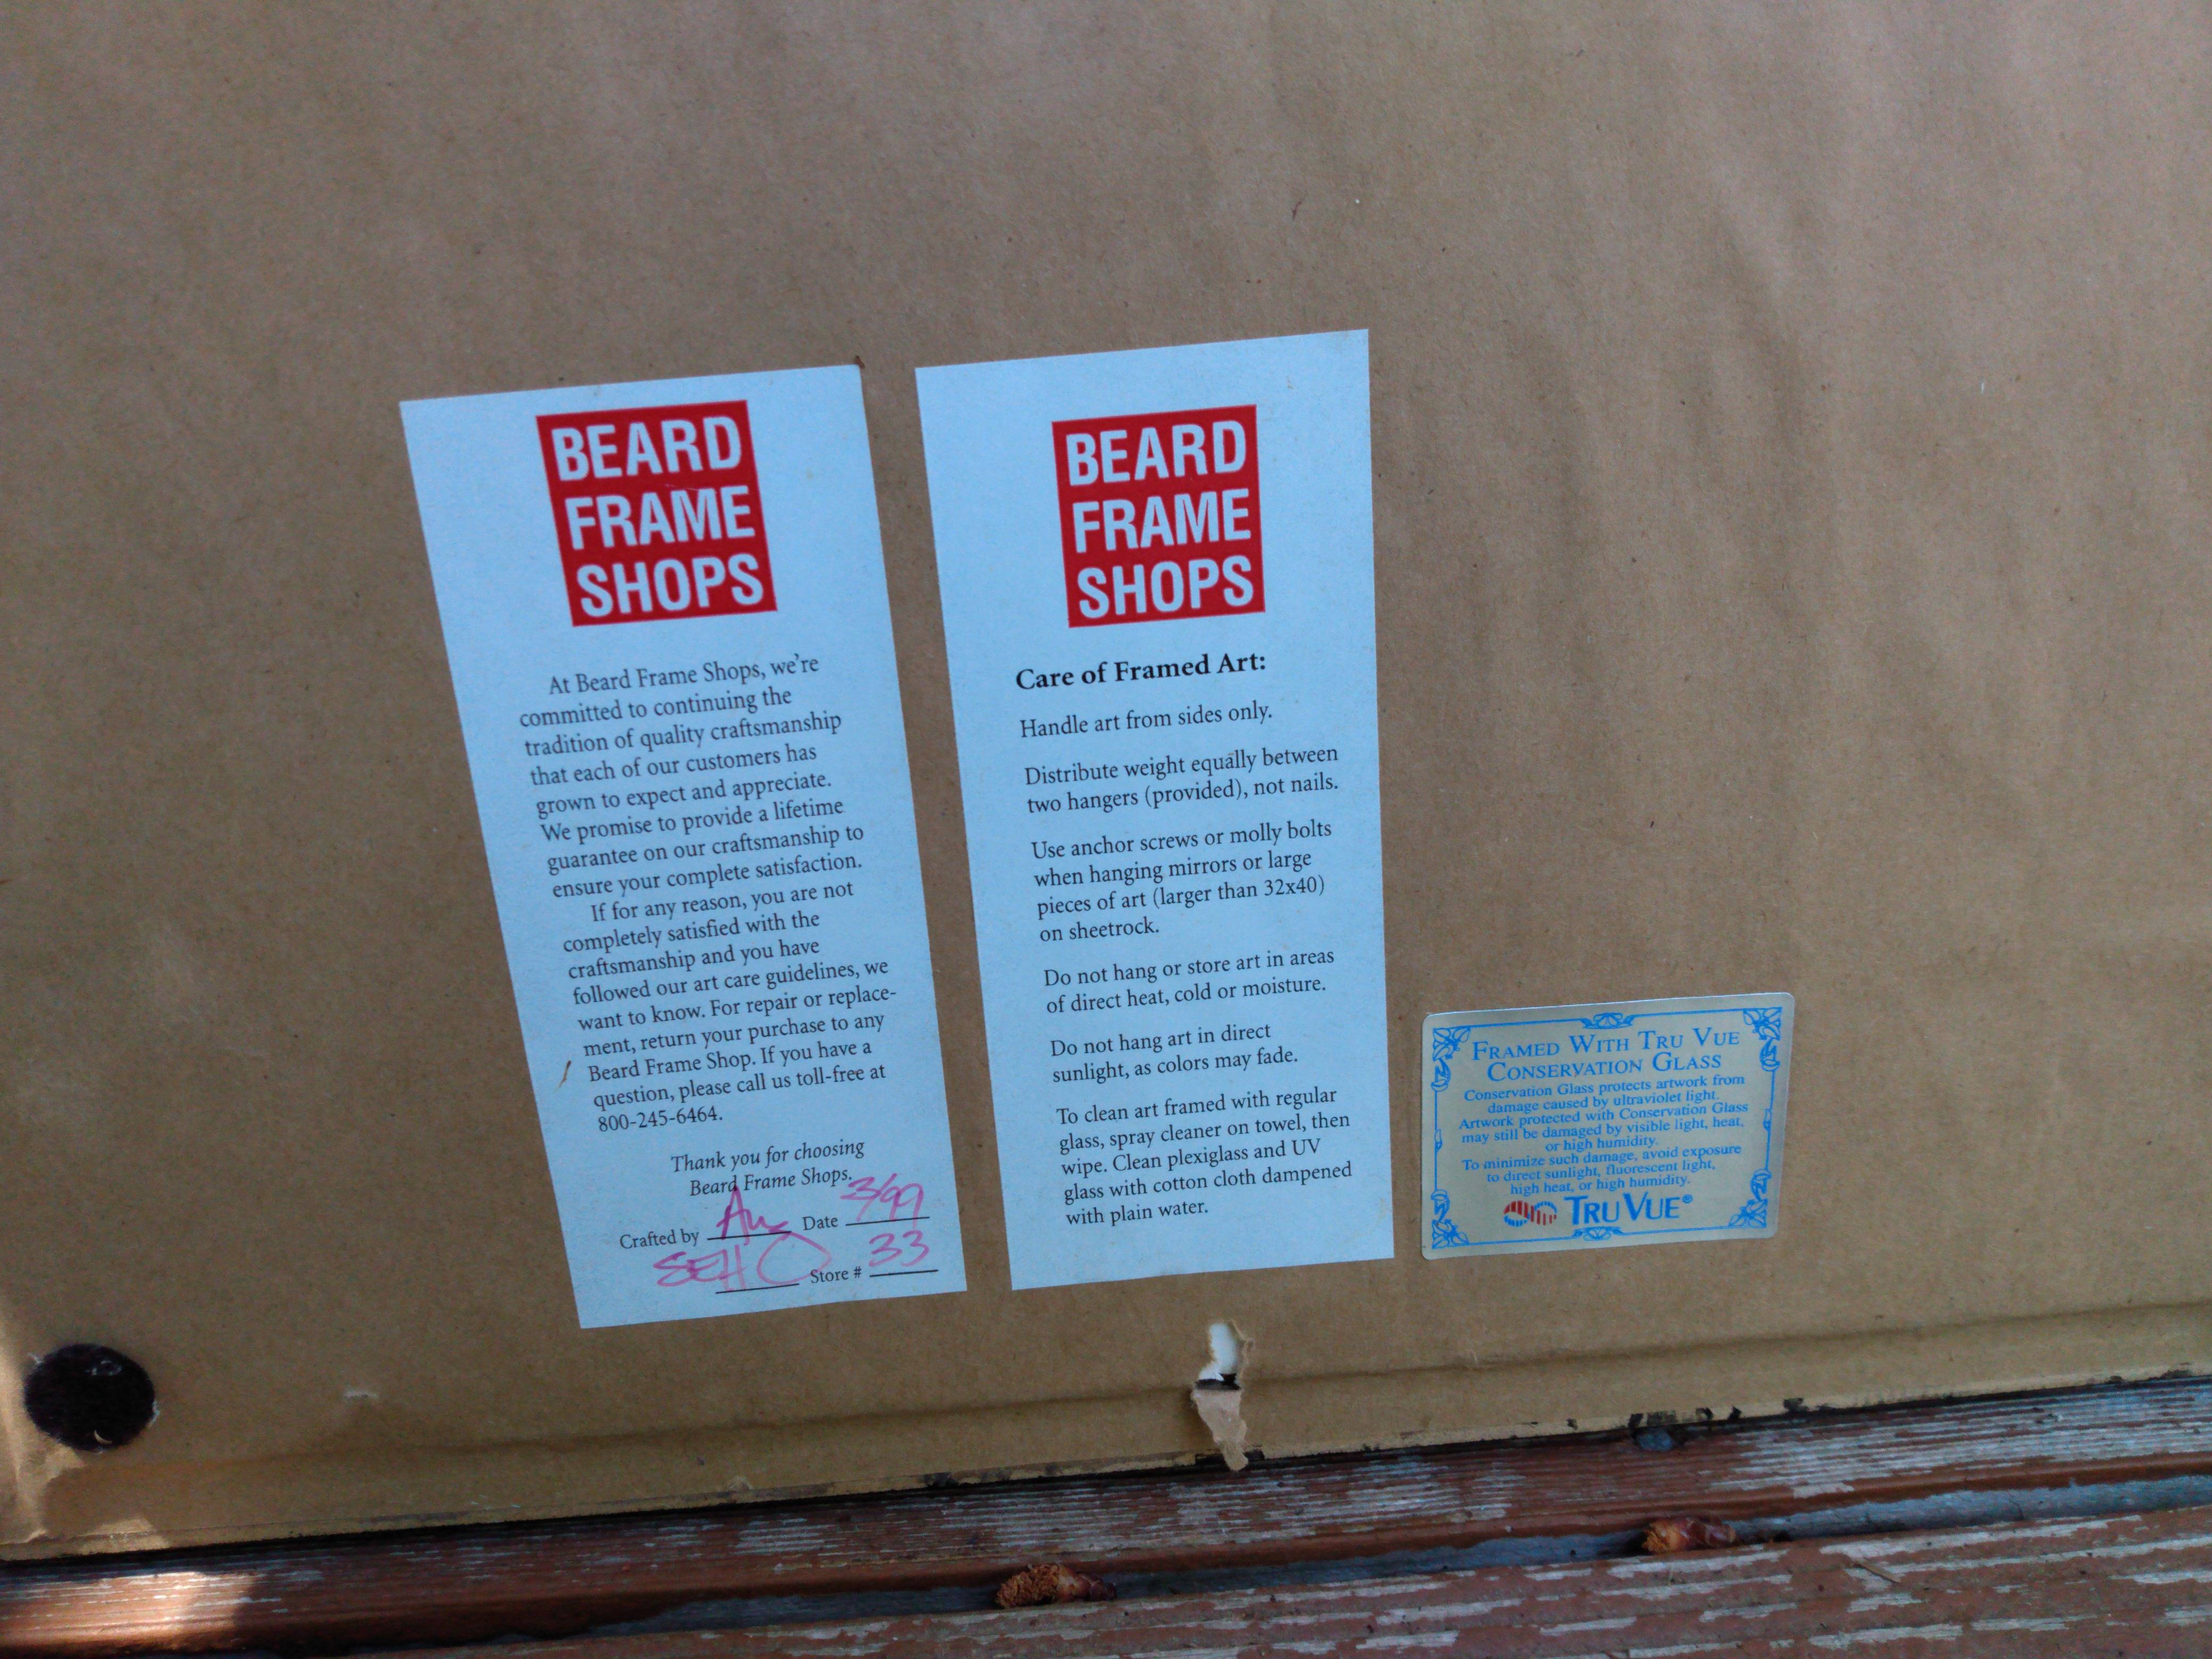 BEARD
FRAME
SHOPS
At Beard Frame Shops, we're
committed to continuing the
tradition of quality craftsmanship
that each of our customers has
grown to expect and appreciate.
We promise to provide a lifetime
guarantee on our craftsmanship to
ensure your complete satisfaction.
If for any reason, you are not
completely satisfied with the
craftsmanship and you have
followed our art care guidelines, we
want to know. For repair or replace-
ment, return your purchase to any
Beard Frame Shop. If you have a
question, please call us toll-free at
800-245-6464.
Thank you for choosing
Beard Frame Shops.
Crafted by Date 3/99
Store # 33
BEARD
FRAME
SHOPS
Care of Framed Art:
Handle art from sides only.
Distribute weight equally between
two hangers (provided), not nails.
Use anchor screws or molly bolts
when hanging mirrors or large
pieces of art (larger than 32x40)
on sheetrock.
Do not hang or store art in areas
of direct heat, cold or moisture.
Do not hang art in direct
sunlight, as colors may fade.
To clean art framed with regular
glass, spray cleaner on towel, then
wipe. Clean plexiglass and UV
glass with cotton cloth dampened
with plain water.
FRAMED WITH TRU VUE
CONSERVATION GLASS
Conservation Glass protects artwork from
damage caused by ultraviolet light.
Artwork protected with Conservation Glass
may still be damaged by visible light, heat,
or high humidity.
To minimize such damage, avoid exposure
to direct sunlight, fluorescent light,
high heat, or high humidity.
TRU VUE®